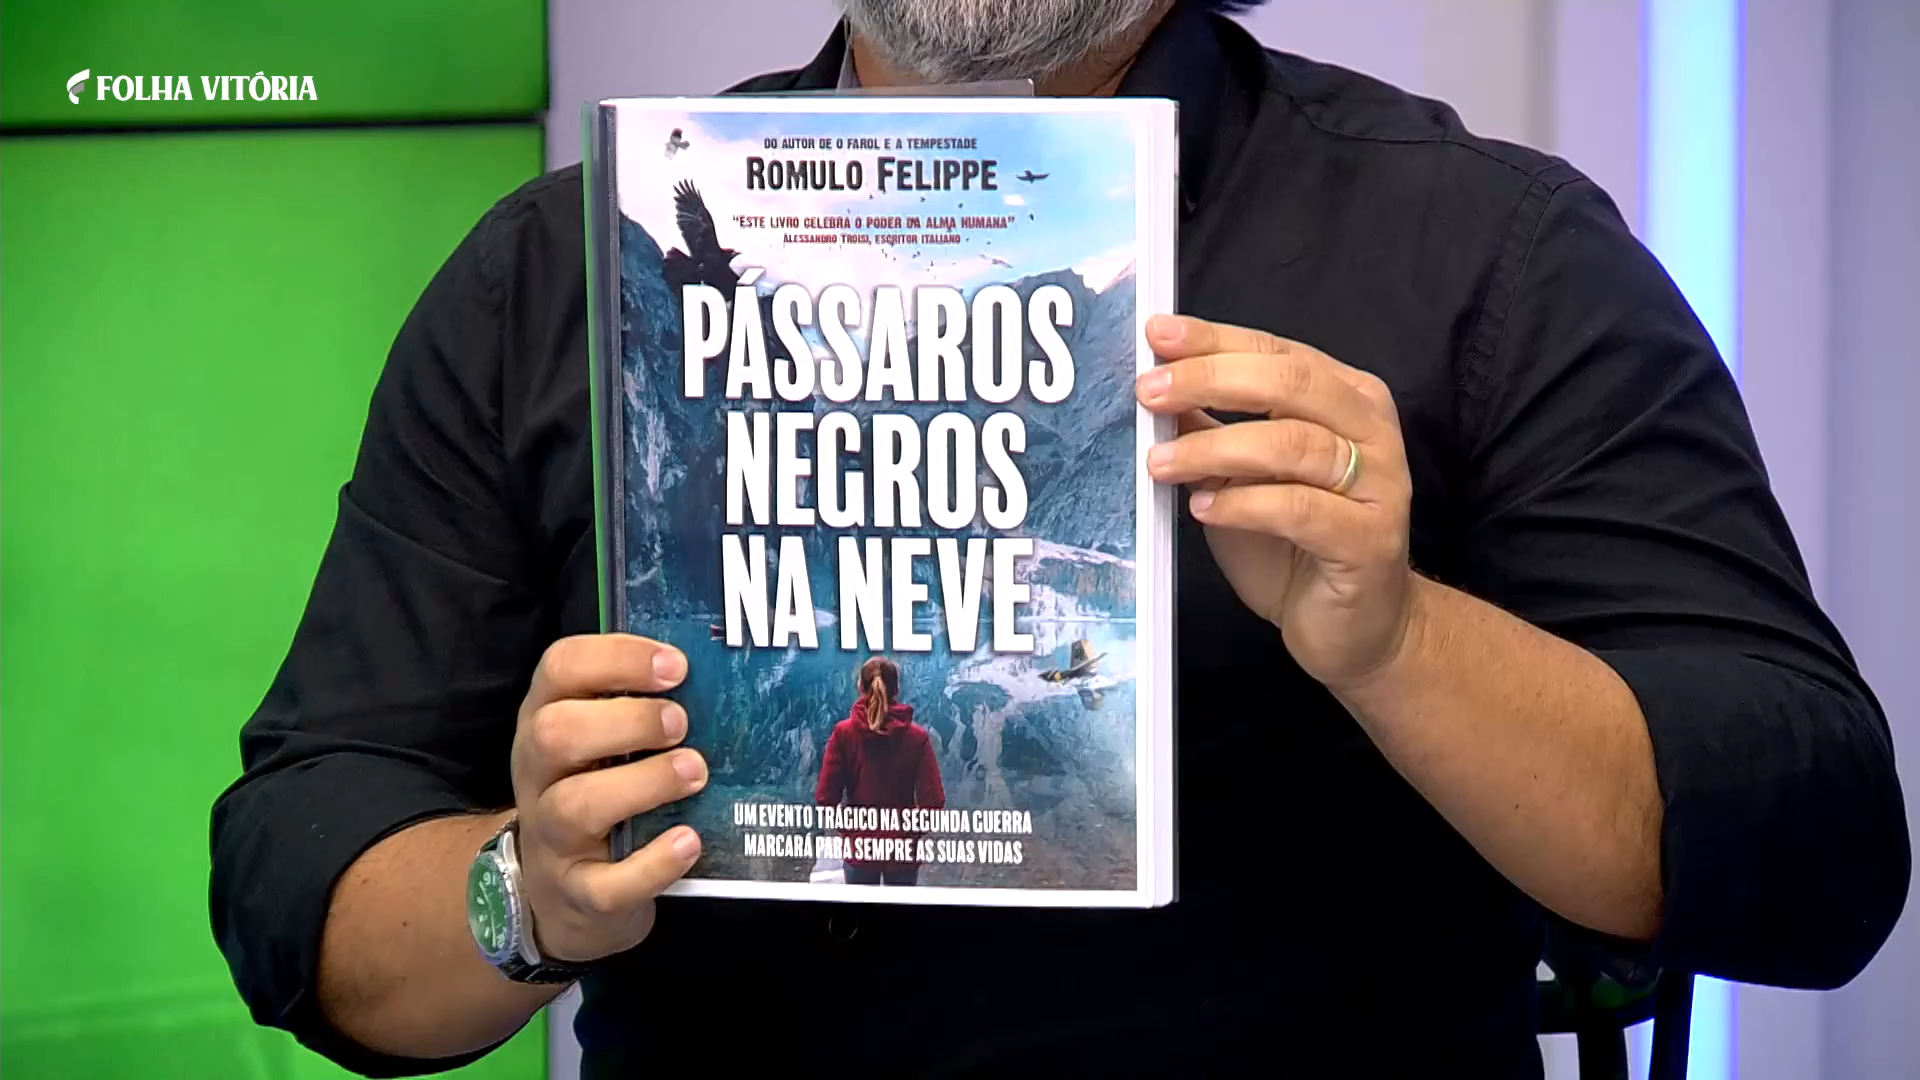 FOLHA VITÓRIA
DO AUTOR DE O FAROL E A TEMPESTADE
ROMULO FELIPPE
"ESTE LIVRO CELEBRA O PODER DA ALMA HUMANA"
ALESSANDRO TROISI, ESCRITOR ITALIANO
PÁSSAROS
NEGROS
NA NEVE
UM EVENTO TRÁGICO NA SEGUNDA GUERRA
MARCARÁ PARA SEMPRE AS SUAS VIDAS